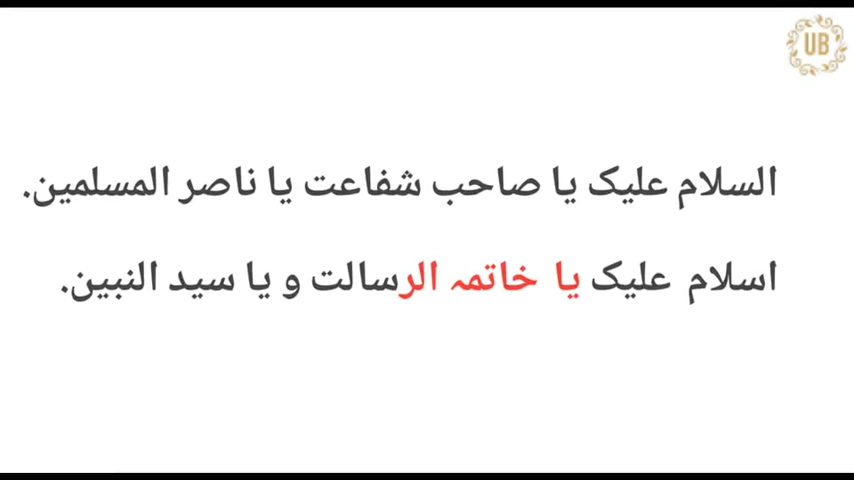 UB
السلام علیک یا صاحب شفاعت یا ناصر المسلمین.
اسلام علیک یا خاتمہ الرسالت و یا سید النبین.